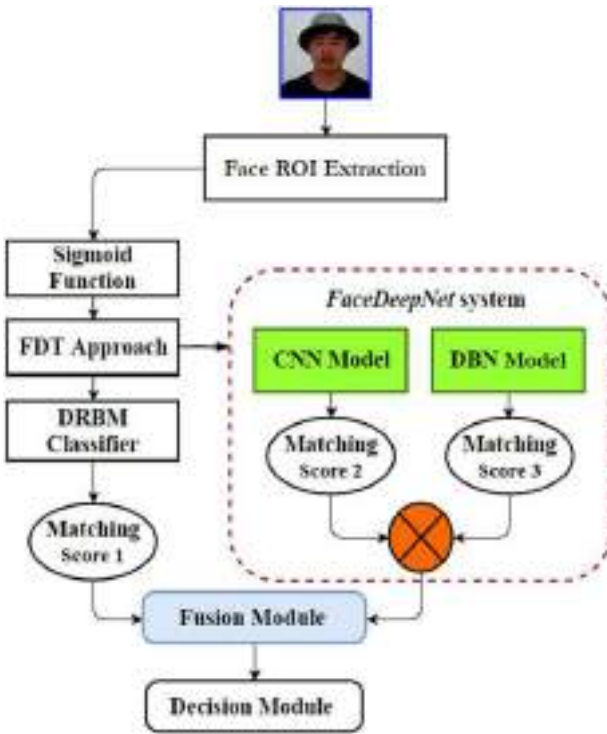 Face ROI Extraction
Sigmoid
Function
FaceDeepNet system
FDT Approach
CNN Model
DBN Model
DRBM
Classifier
Matching
Score 2
Matching
Score 3
Matching
Score 1
Fusion Module
Decision Module